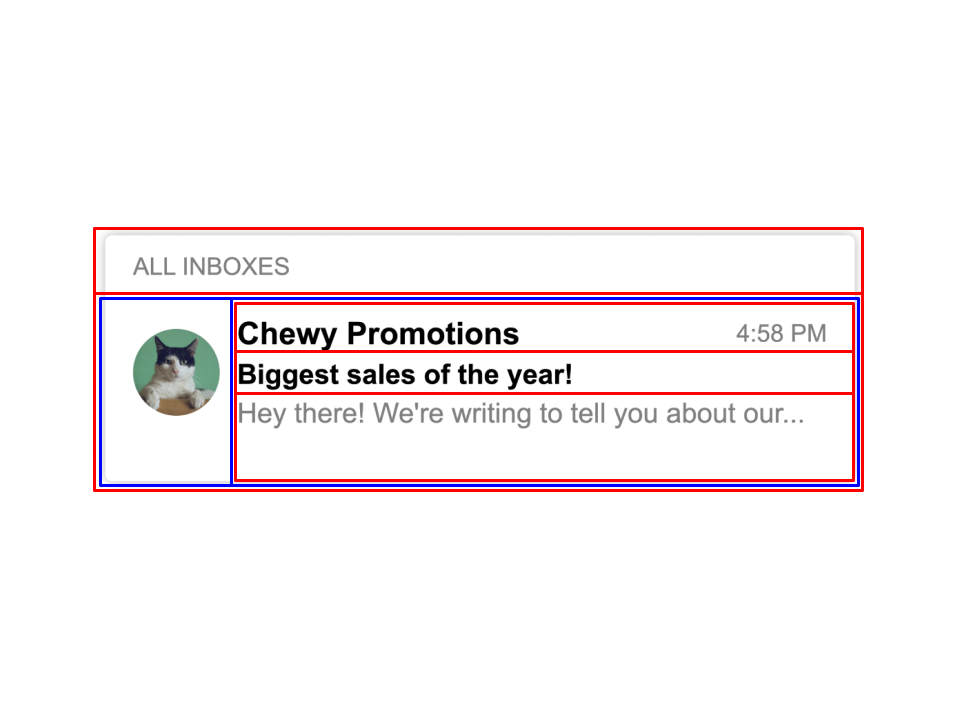 ALL INBOXES
Chewy Promotions 4:58 PM
Biggest sales of the year!
Hey there! We're writing to tell you about our...